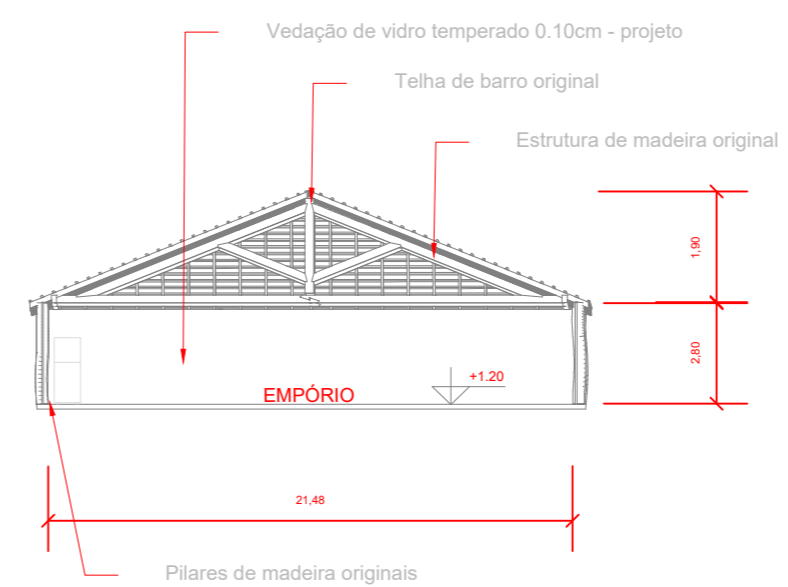 Vedação de vidro temperado 0.10cm - projeto
Telha de barro original
Estrutura de madeira original
1,90
2,80
+1.20
EMPÓRIO
21,48
Pilares de madeira originais